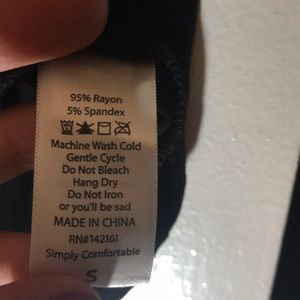 95% Rayon
5% Spandex
Machine Wash Cold
Gentle Cycle
Do Not Bleach
Hang Dry
Do Not Iron
or you'll be sad
MADE IN CHINA
RN#142161
Simply Comfortable
S